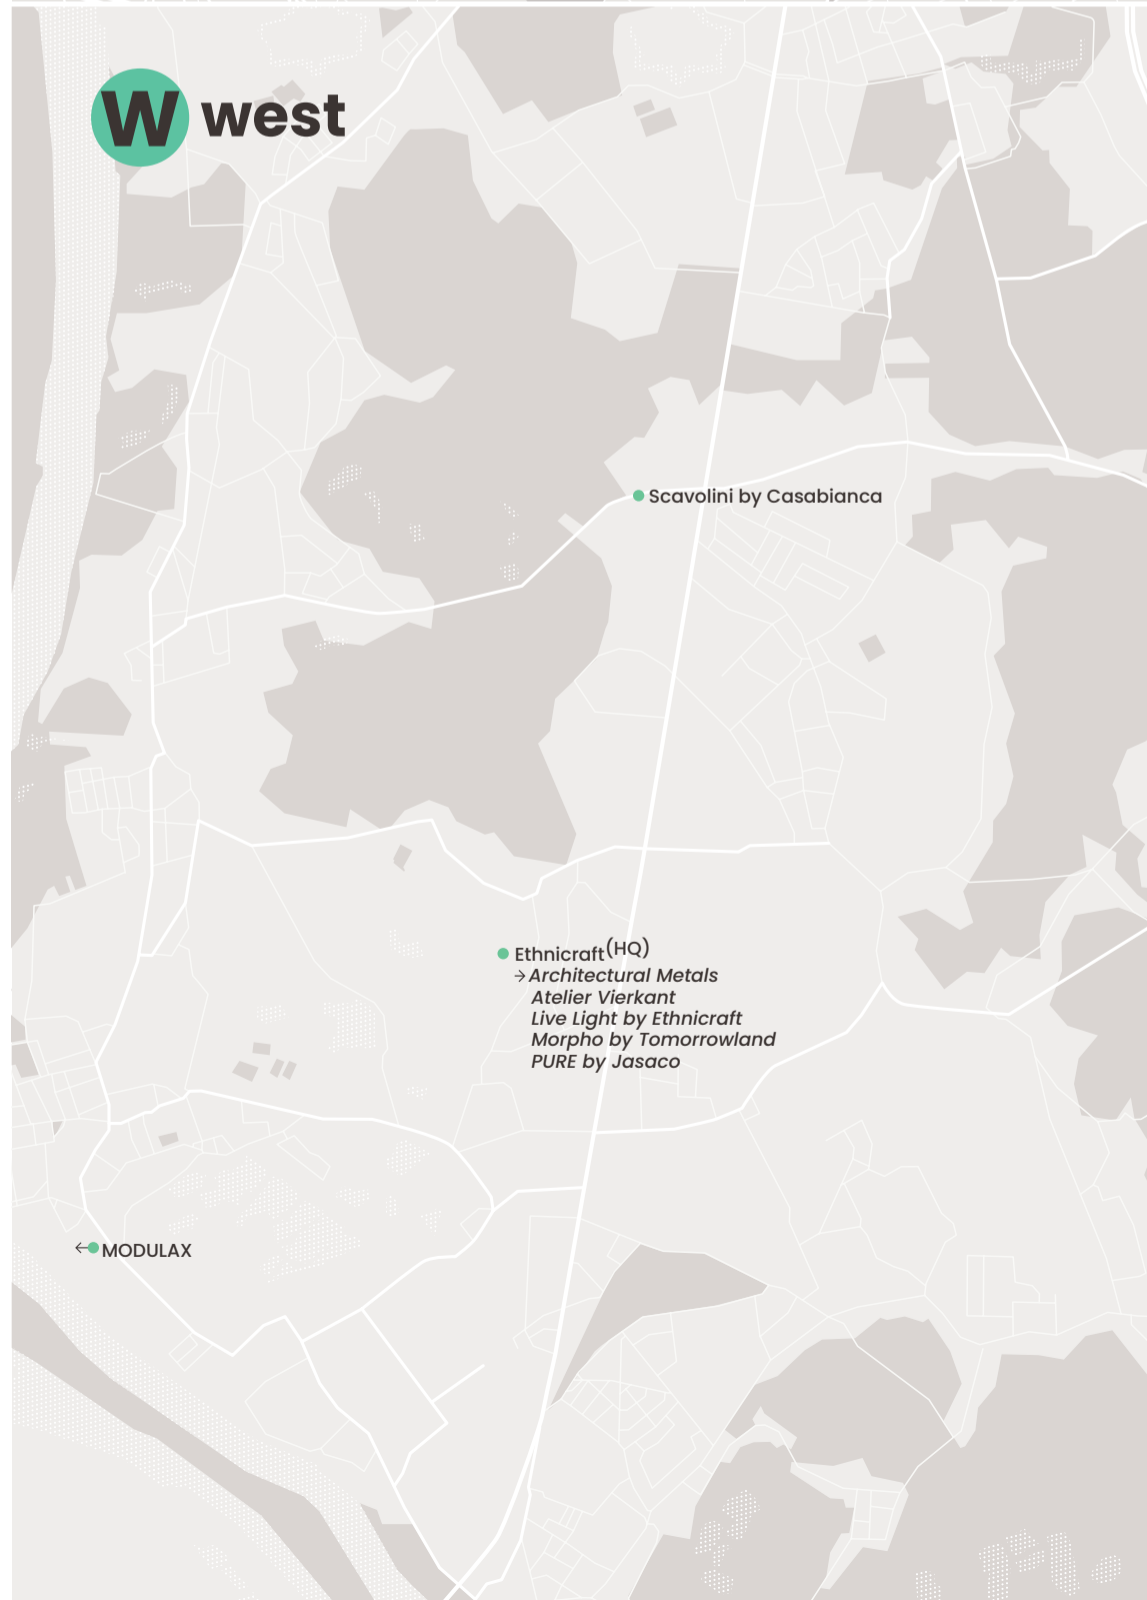 W west
Scavolini by Casabianca
Ethnicraft(HQ)
→Architectural Metals
Atelier Vierkant
Live Light by Ethnicraft
Morpho by Tomorrowland
PURE by Jasaco
←MODULAX